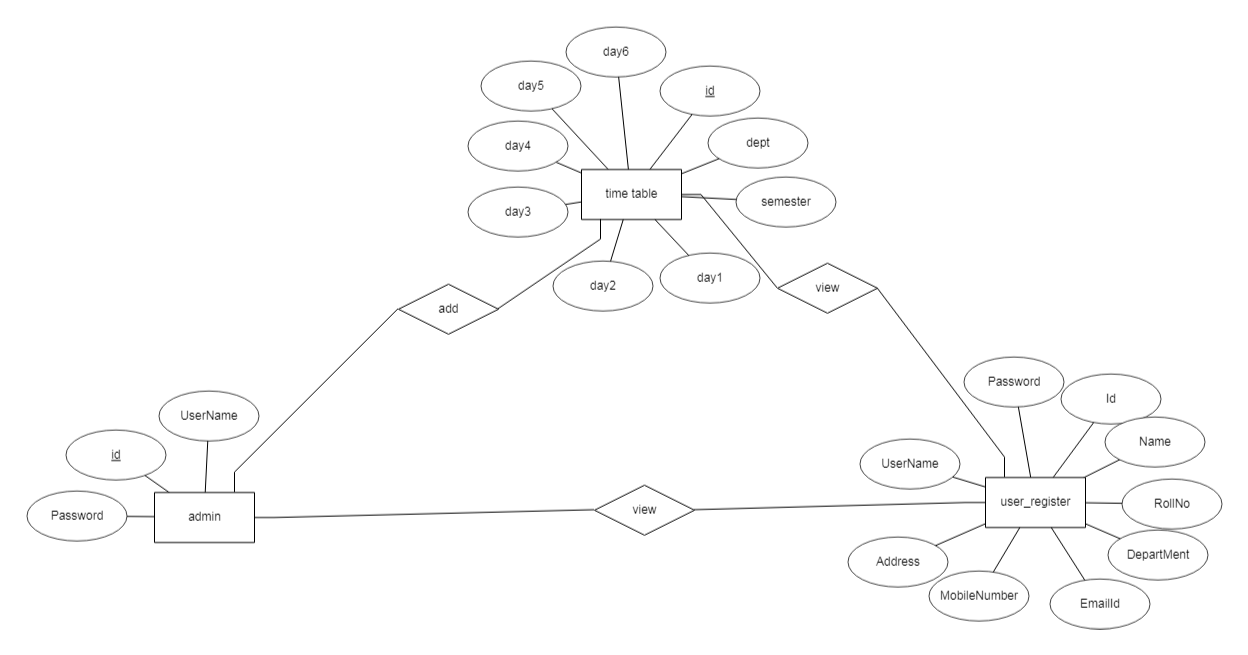 day6
day5
id
day4
dept
time table
semester
day3
day2
day1
view
add
Password
Id
UserName
Name
id
UserName
user_register
RollNo
Password
admin
view
DepartMent
Address
MobileNumber
EmailId